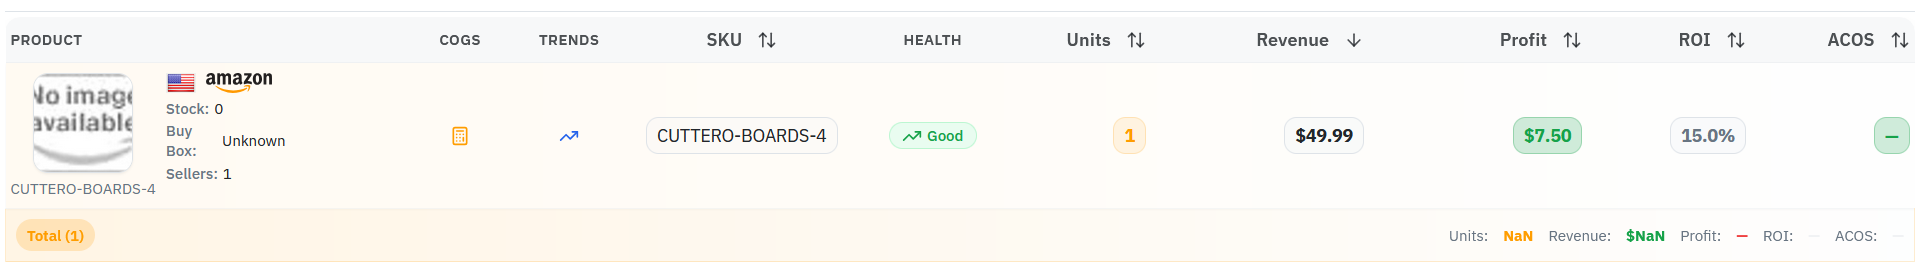 PRODUCT COGS TRENDS SKU HEALTH Units Revenue Profit ROI ACOS
No image
available
amazon
Stock: 0
Buy
Box: Unknown
Sellers: 1
CUTTERO-BOARDS-4
CUTTERO-BOARDS-4 Good 1 $49.99 $7.50 15.0% —
Total (1) Units: NaN Revenue: $NaN Profit: — ROI: — ACOS: —